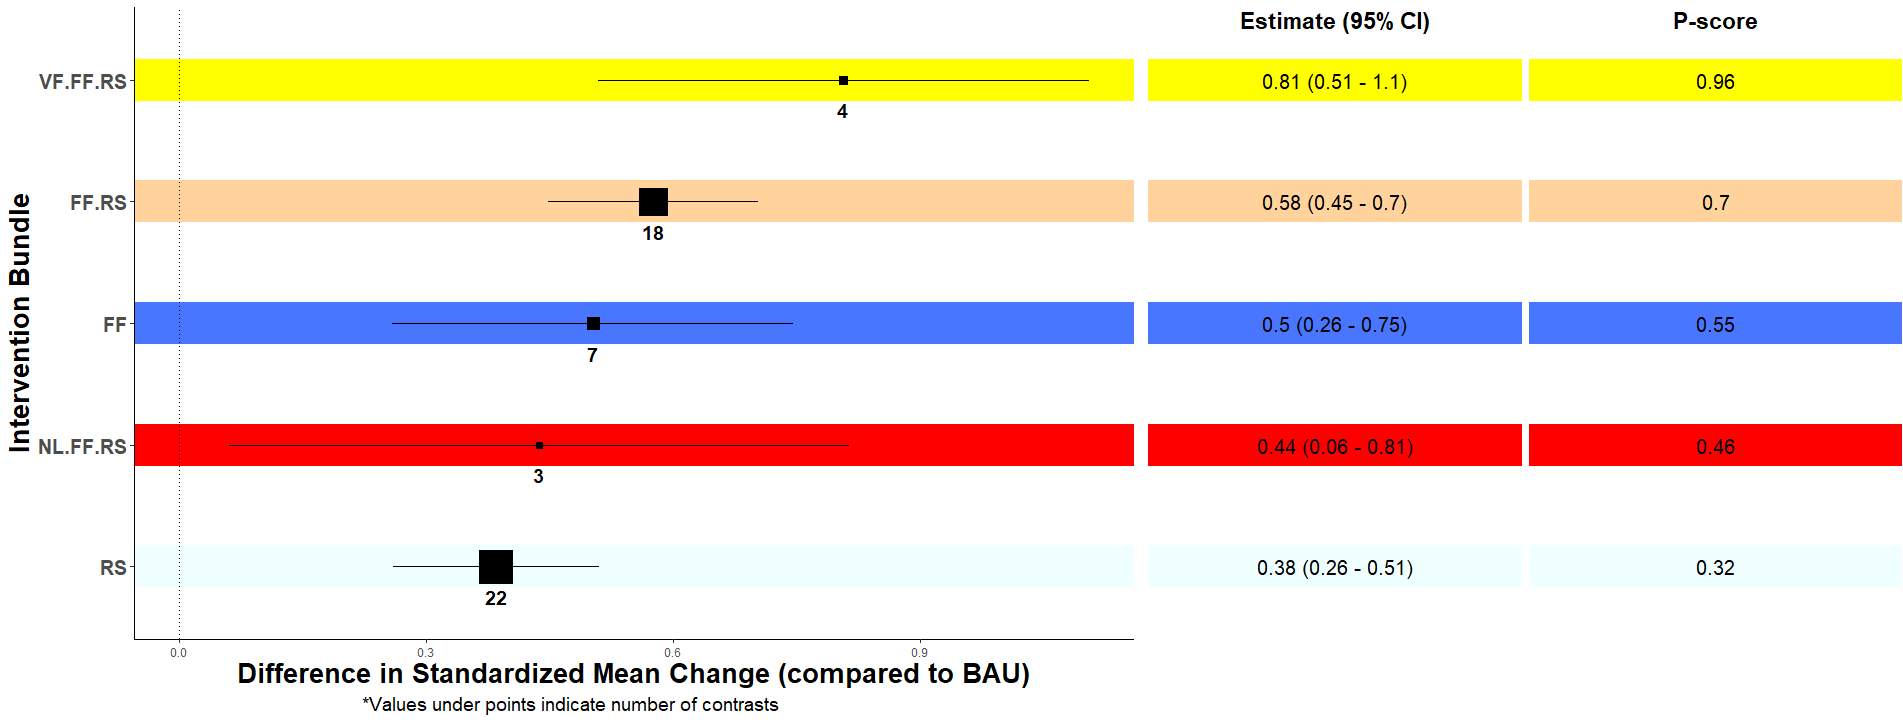 Estimate (95% CI) P-score
VF.FF.RS 0.81 (0.51 - 1.1) 0.96
4
FF.RS 0.58 (0.45 - 0.7) 0.7
18
FF 0.5 (0.26 - 0.75) 0.55
7
NL.FF.RS 0.44 (0.06 - 0.81) 0.46
3
RS 0.38 (0.26 - 0.51) 0.32
22
Intervention Bundle
0.0 0.3 0.6 0.9
Difference in Standardized Mean Change (compared to BAU)
*Values under points indicate number of contrasts